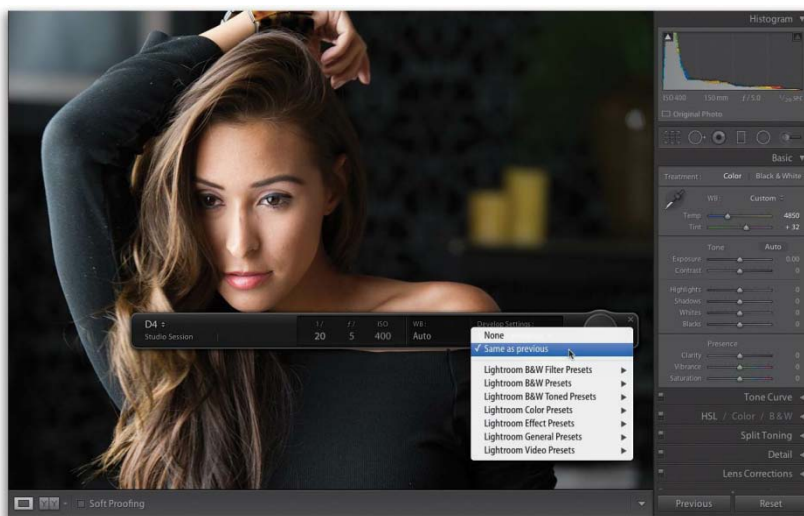 Histogram
ISO 400 150 mm f / 5.0 1/20 SEC
Original Photo
Basic
Treatment : Color Black & White
WB : Custom
Temp 4850
Tint + 32
Tone Auto
Exposure 0.00
Contrast 0
Highlights 0
Shadows 0
Whites 0
Blacks 0
Presence
Clarity 0
Vibrance 0
Saturation 0
Tone Curve
HSL / Color / B & W
Split Toning
Detail
Lens Corrections
Previous Reset
D4 1 / f / ISO WB : Develop Settings :
Studio Session 20 5 400 Auto
None
✓ Same as previous
Lightroom B&W Filter Presets
Lightroom B&W Presets
Lightroom B&W Toned Presets
Lightroom Color Presets
Lightroom Effect Presets
Lightroom General Presets
Lightroom Video Presets
Y Y Soft Proofing